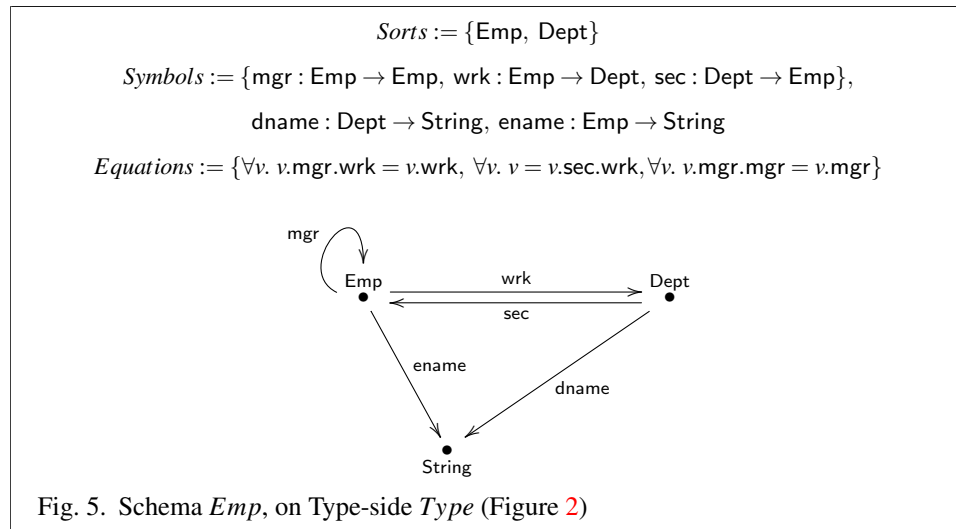 Sorts := {Emp, Dept}
Symbols := {mgr : Emp → Emp, wrk : Emp → Dept, sec : Dept → Emp},
dname : Dept → String, ename : Emp → String
Equations := {∀v. v.mgr.wrk = v.wrk, ∀v. v = v.sec.wrk,∀v. v.mgr.mgr = v.mgr}
mgr
Emp
wrk
Dept
sec
ename
dname
String
Fig. 5. Schema Emp, on Type-side Type (Figure 2)